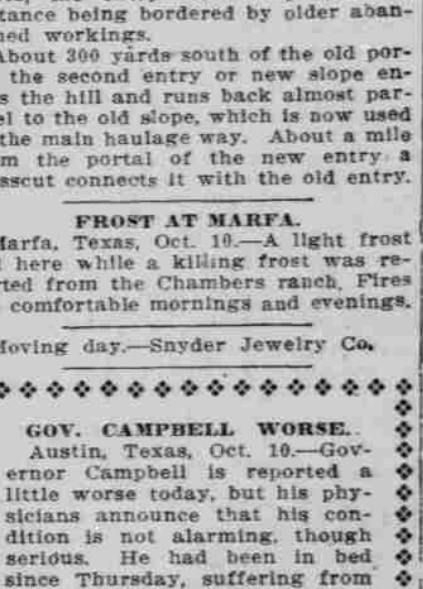 tance being bordered by older aban-
ned workings.
About 300 yards south of the old por-
the second entry or new slope en-
s the hill and runs back almost par-
el to the old slope, which is now used
the main haulage way. About a mile
m the portal of the new entry a
sscut connects it with the old entry.
FROST AT MARFA.
Marfa, Texas, Oct. 10.—A light frost
l here while a killing frost was re-
rted from the Chambers ranch. Fires
comfortable mornings and evenings.
Moving day.—Snyder Jewelry Co.
GOV. CAMPBELL WORSE.
Austin, Texas, Oct. 10.—Gov-
ernor Campbell is reported a
little worse today, but his phy-
sicians announce that his con-
dition is not alarming, though
serious. He had been in bed
since Thursday, suffering from